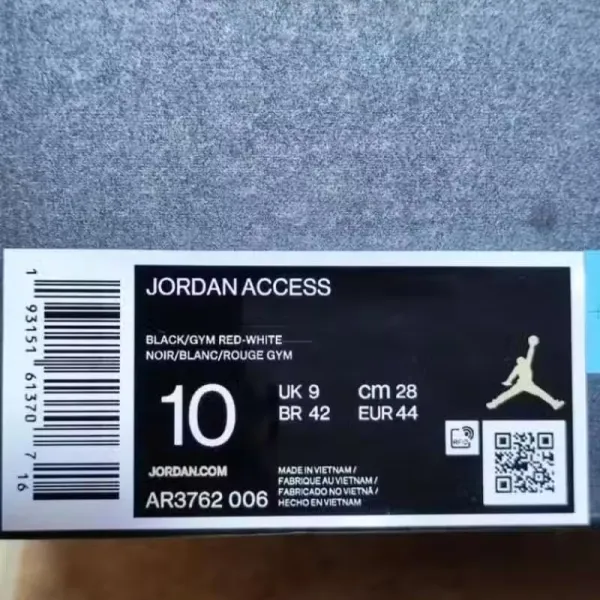 JORDAN ACCESS
BLACK/GYM RED-WHITE
NOIR/BLANC/ROUGE GYM
10
UK 9 cm 28
BR 42 EUR 44
JORDAN.COM
AR3762 006
MADE IN VIETNAM /
FABRIQUE AU VIETNAM /
FABRICADO NO VIETNÃ /
HECHO EN VIETNAM
RFID
1 93151 61370 7 16